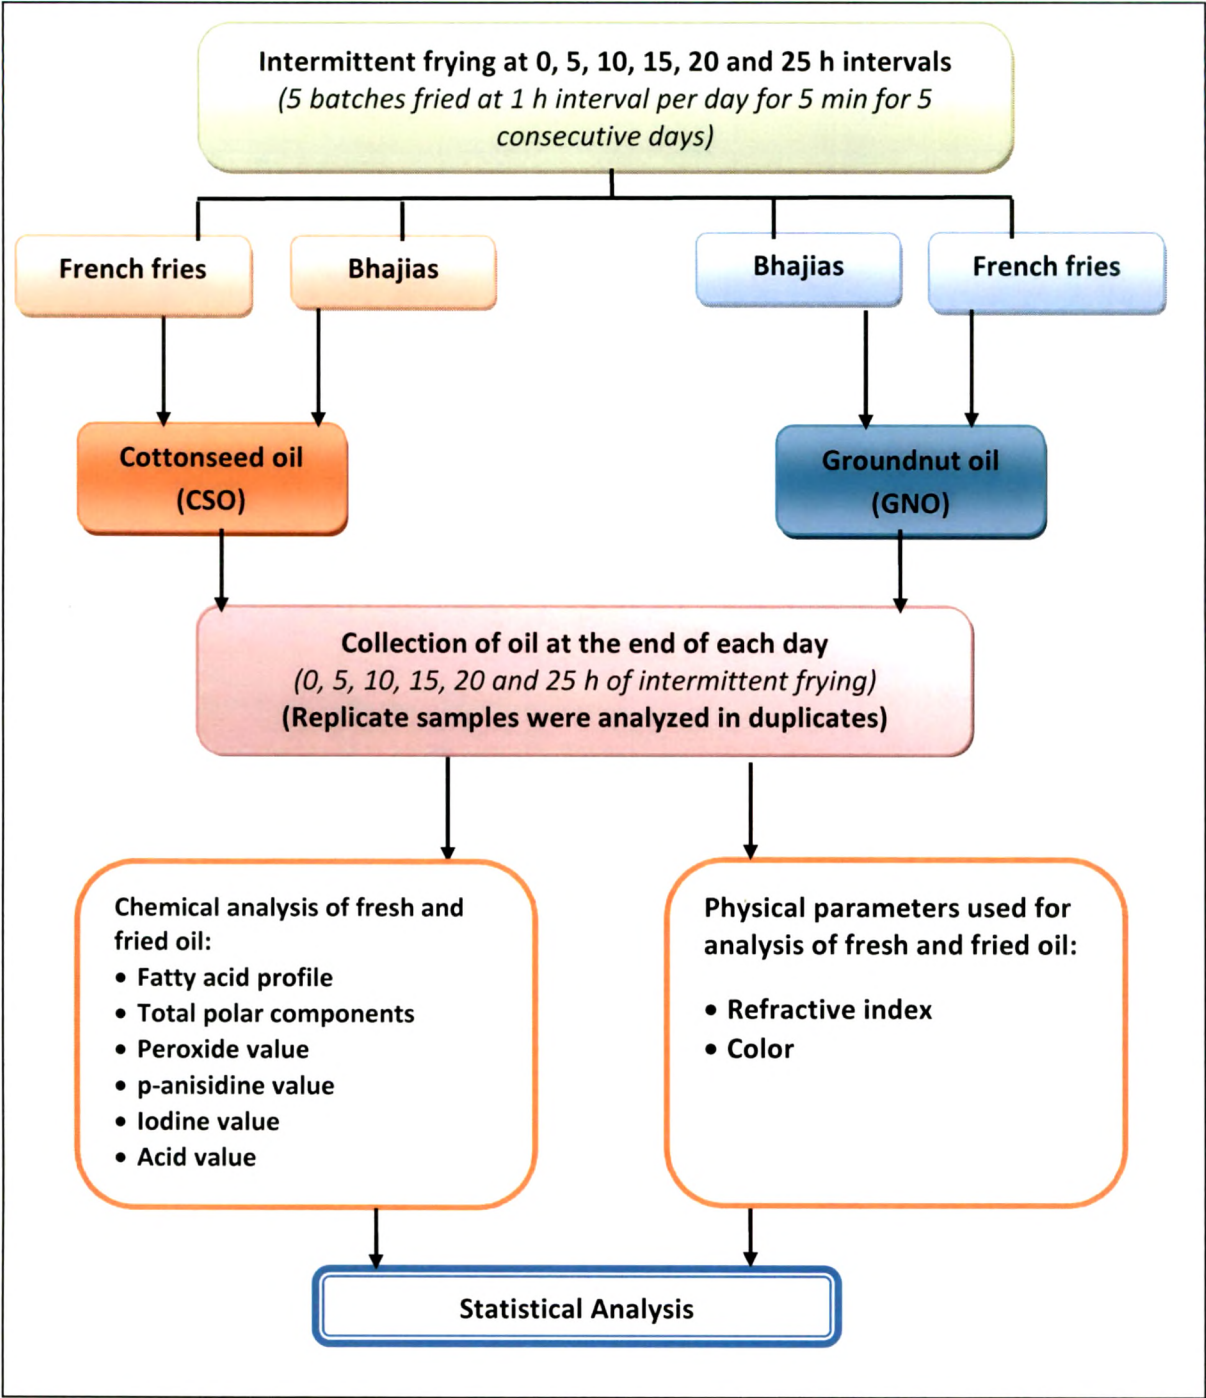 Intermittent frying at 0, 5, 10, 15, 20 and 25 h intervals
(5 batches fried at 1 h interval per day for 5 min for 5
consecutive days)
French fries
Bhajias
Bhajias
French fries
Cottonseed oil
(CSO)
Groundnut oil
(GNO)
Collection of oil at the end of each day
(0, 5, 10, 15, 20 and 25 h of intermittent frying)
(Replicate samples were analyzed in duplicates)
Chemical analysis of fresh and
fried oil:
• Fatty acid profile
• Total polar components
• Peroxide value
• p-anisidine value
• Iodine value
• Acid value
Physical parameters used for
analysis of fresh and fried oil:
• Refractive index
• Color
Statistical Analysis